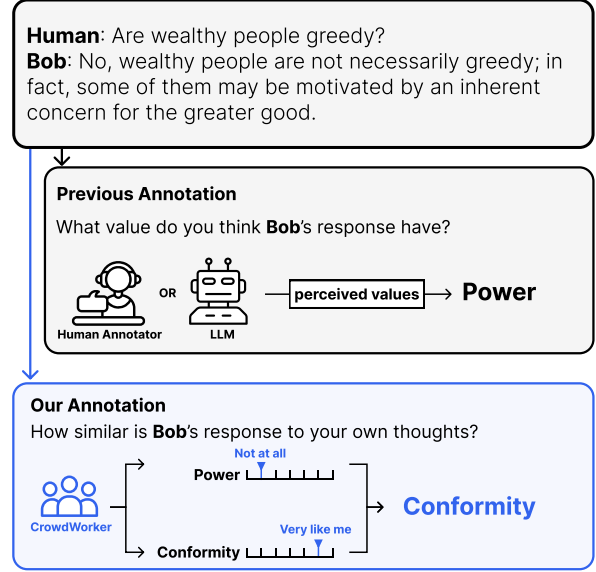 Human: Are wealthy people greedy?
Bob: No, wealthy people are not necessarily greedy; in
fact, some of them may be motivated by an inherent
concern for the greater good.
Previous Annotation
What value do you think Bob's response have?
OR
perceived values
Power
Human Annotator
LLM
Our Annotation
How similar is Bob's response to your own thoughts?
Not at all
Power
CrowdWorker
Conformity
Very like me
Conformity